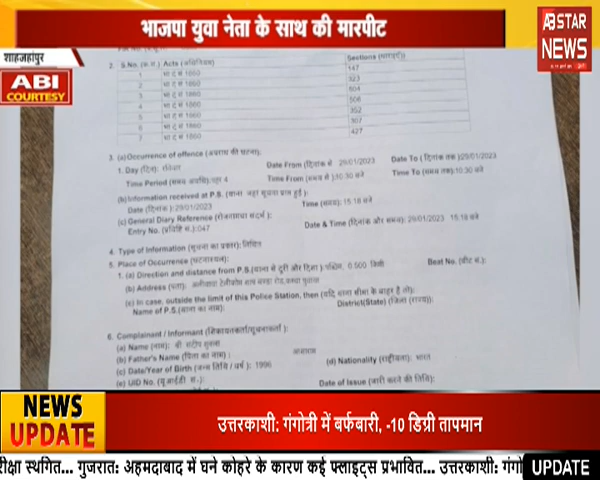 भाजपा युवा नेता के साथ की मारपीट
AB STAR
NEWS
शाहजहांपुर
ABI
COURTESY
2. S.No. (क्र.सं.) Acts (अधिनियम) Sections (धाराएँ)
1 भा दं सं 1860 147
2 भा दं सं 1860 323
3 भा दं सं 1860 504
4 भा दं सं 1860 506
5 भा दं सं 1860 352
6 भा दं सं 1860 307
7 भा दं सं 1860 427
3. (a) Occurrence of offence (अपराध की घटना):
1. Day (दिन): रविवार Date From (दिनांक से): 29/01/2023 Date To (दिनांक तक): 29/01/2023
Time Period (समय अवधि): पहर 4 Time From (समय से): 10:30 बजे Time To (समय तक): 10:30 बजे
(b) Information received at P.S. (थाना जहां सूचना प्राप्त हुई):
Date (दिनांक): 29/01/2023 Time (समय): 15:18 बजे
(c) General Diary Reference (रोजनामचा संदर्भ):
Entry No. (प्रविष्टि सं.): 047 Date & Time (दिनांक और समय): 29/01/2023 15:18 बजे
4. Type of Information (सूचना का प्रकार): लिखित
5. Place of Occurrence (घटनास्थल):
1. (a) Direction and distance from P.S. (थाना से दूरी और दिशा): पश्चिम, 0.500 किमी Beat No. (बीट सं.):
(b) Address (पता):
(c) In case, outside the limit of this Police Station, then (यदि थाना सीमा के बाहर है तो):
Name of P.S. (थाना का नाम): District(State) (जिला (राज्य)):
6. Complainant / Informant (शिकायतकर्ता/सूचनाकर्ता):
(a) Name (नाम): श्री
(b) Father's Name (पिता का नाम):
(c) Date/Year of Birth (जन्म तिथि / वर्ष): 1996 (d) Nationality (राष्ट्रीयता): भारत
(e) UID No. (यूआईडी सं.): Date of Issue (जारी करने की तिथि):
NEWS
UPDATE
उत्तरकाशी: गंगोत्री में बर्फबारी, -10 डिग्री तापमान
रीक्षा स्थगित... गुजरात: अहमदाबाद में घने कोहरे के कारण कई फ्लाइट्स प्रभावित... उत्तरकाशी: गंगो
UPDATE